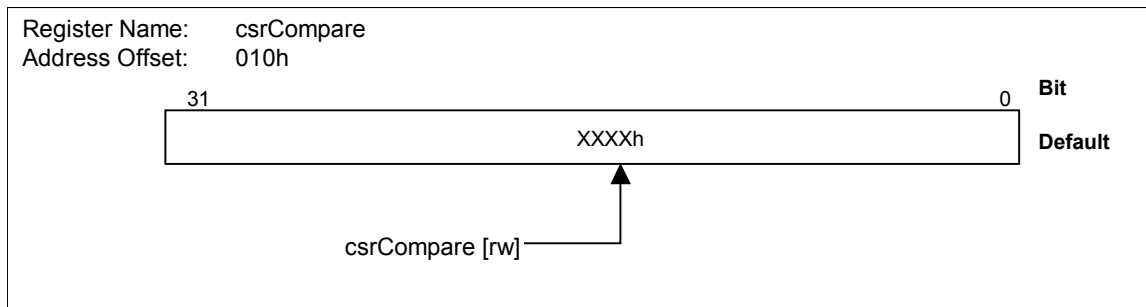 Register Name: csrCompare
Address Offset: 010h
31 0 Bit
XXXXh Default
csrCompare [rw]